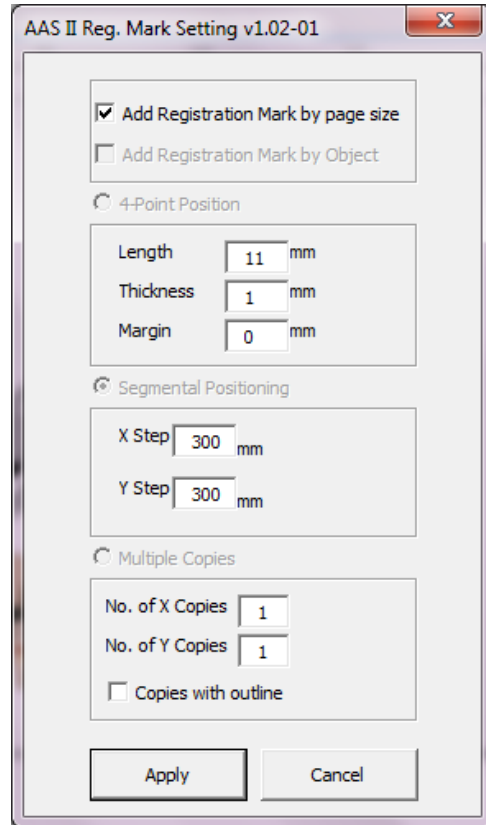 AAS II Reg. Mark Setting v1.02-01
Add Registration Mark by page size
Add Registration Mark by Object
4-Point Position
Length 11 mm
Thickness 1 mm
Margin 0 mm
Segmental Positioning
X Step 300 mm
Y Step 300 mm
Multiple Copies
No. of X Copies 1
No. of Y Copies 1
Copies with outline
Apply Cancel